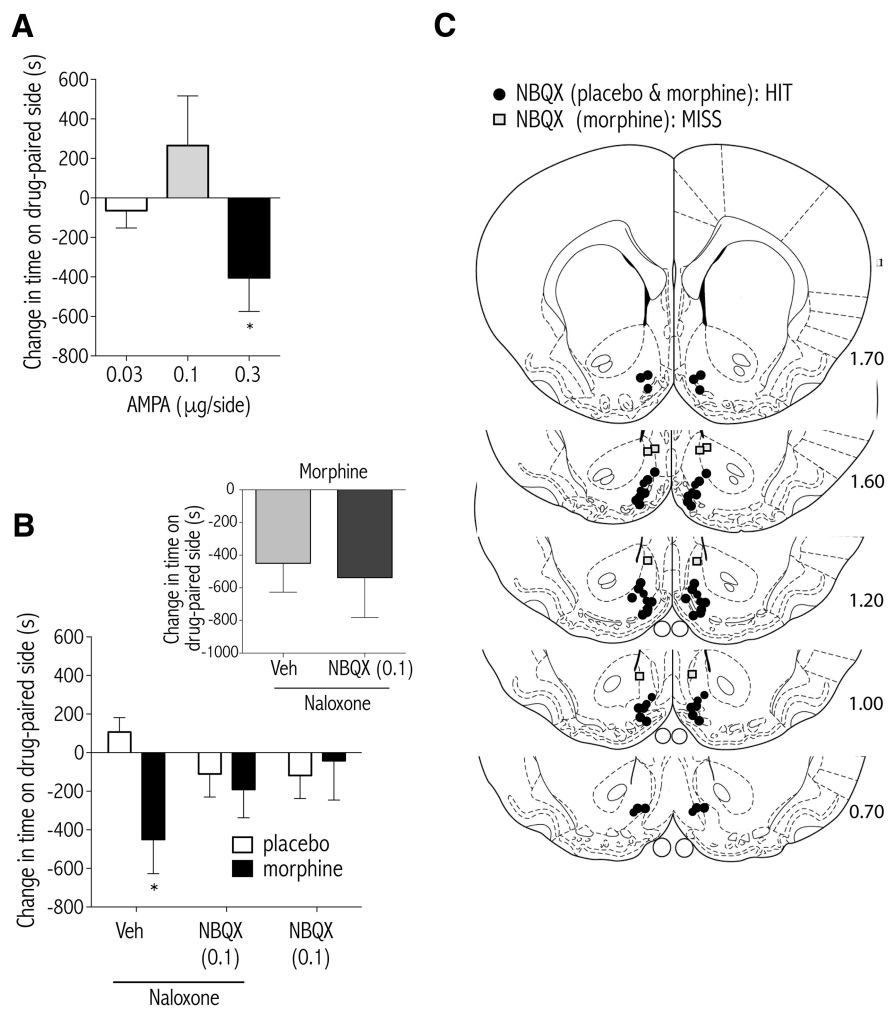 A
Change in time on drug-paired side (s)
600
400
200
0
-200
-400
-600
-800
*
0.03 0.1 0.3
AMPA (µg/side)
B
Morphine
Change in time on
drug-paired side (s)
0
-200
-400
-600
-800
-1000
Veh NBQX (0.1)
Naloxone
Change in time on drug-paired side (s)
600
400
200
0
-200
-400
-600
-800
*
placebo
morphine
Veh NBQX NBQX
(0.1) (0.1)
Naloxone
C
NBQX (placebo & morphine): HIT
NBQX (morphine): MISS
1.70
1.60
1.20
1.00
0.70